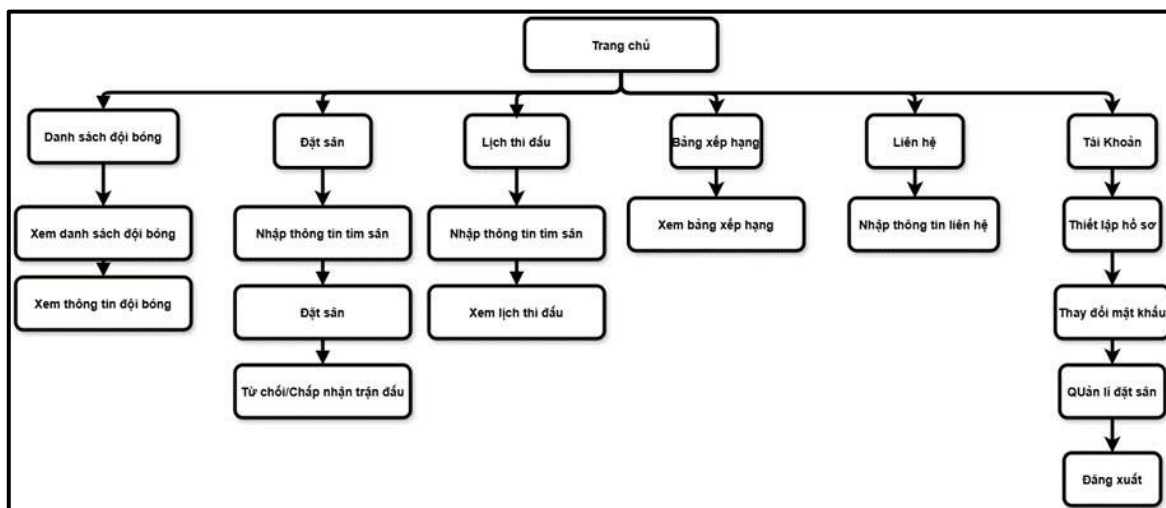 Trang chủ
Danh sách đội bóng
Đặt sân
Lịch thi đấu
Bảng xếp hạng
Liên hệ
Tài Khoản
Xem danh sách đội bóng
Nhập thông tin tìm sân
Nhập thông tin tìm sân
Xem bảng xếp hạng
Nhập thông tin liên hệ
Thiết lập hồ sơ
Xem thông tin đội bóng
Đặt sân
Xem lịch thi đấu
Thay đổi mật khẩu
Từ chối/Chấp nhận trận đấu
QUản lí đặt sân
Đăng xuất